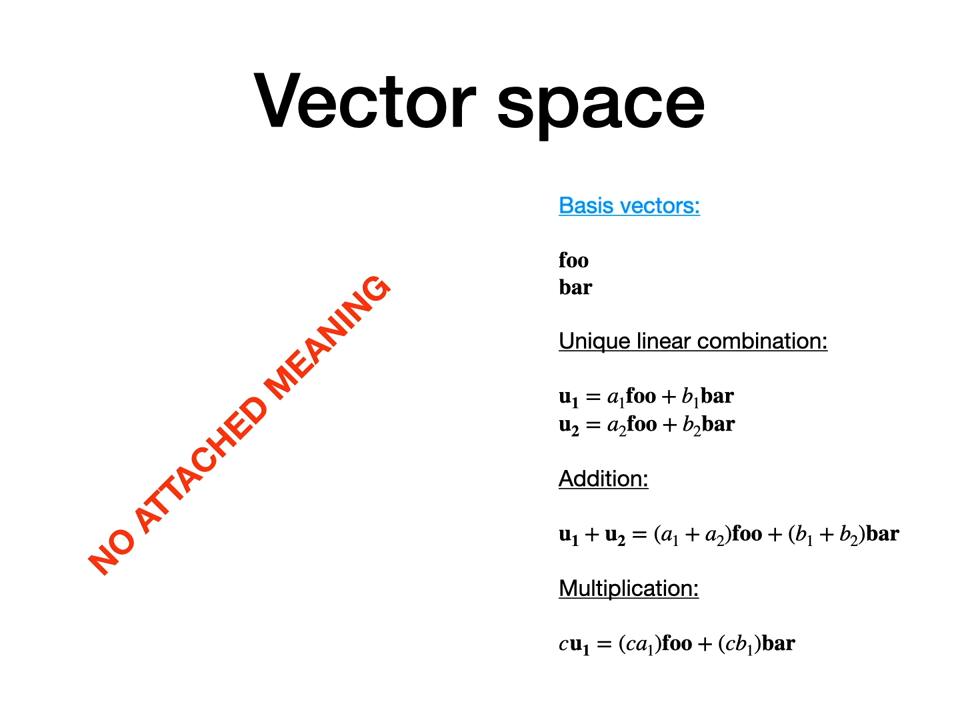 Vector space
NO ATTACHED MEANING
Basis vectors:
foo
bar
Unique linear combination:
u₁ = a₁foo + b₁bar
u₂ = a₂foo + b₂bar
Addition:
u₁ + u₂ = (a₁ + a₂)foo + (b₁ + b₂)bar
Multiplication:
cu₁ = (ca₁)foo + (cb₁)bar